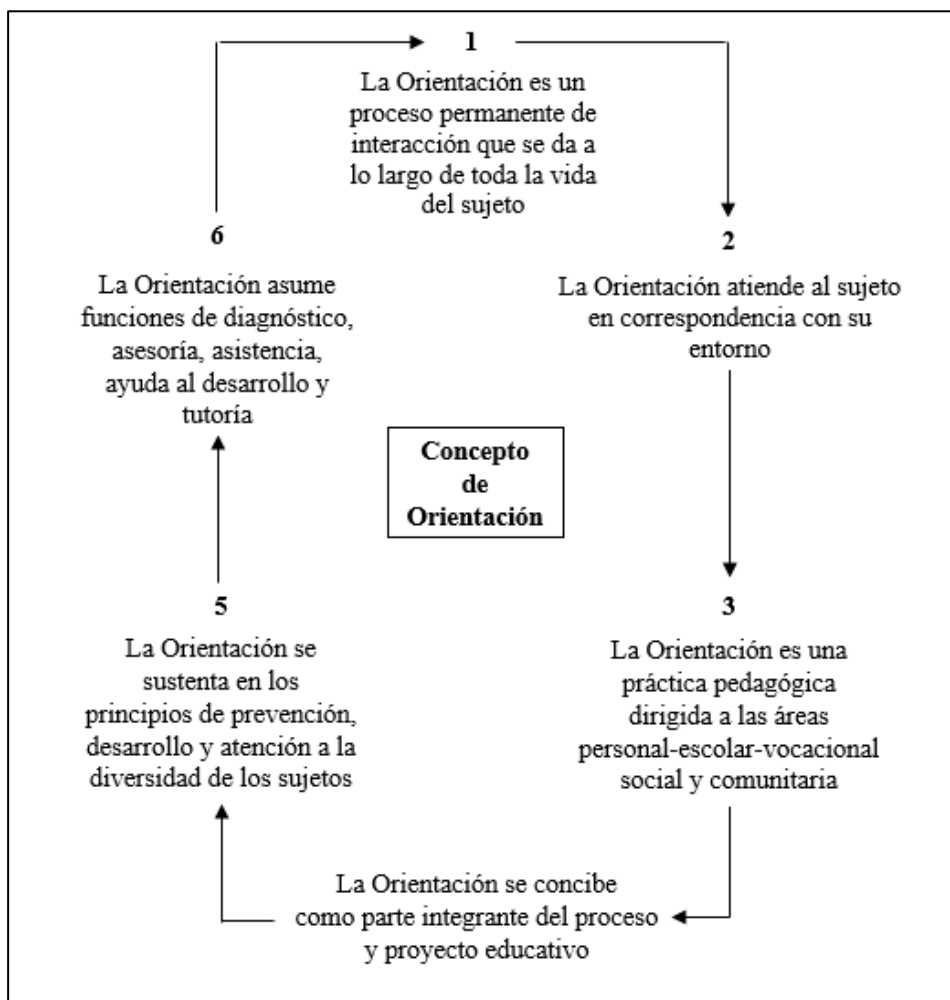 1
La Orientación es un
proceso permanente de
interacción que se da a
lo largo de toda la vida
del sujeto
2
La Orientación atiende al sujeto
en correspondencia con su
entorno
3
La Orientación es una
práctica pedagógica
dirigida a las áreas
personal-escolar-vocacional
social y comunitaria
La Orientación se concibe
como parte integrante del proceso
y proyecto educativo
5
La Orientación se
sustenta en los
principios de prevención,
desarrollo y atención a la
diversidad de los sujetos
6
La Orientación asume
funciones de diagnóstico,
asesoría, asistencia,
ayuda al desarrollo y
tutoría
Concepto
de
Orientación